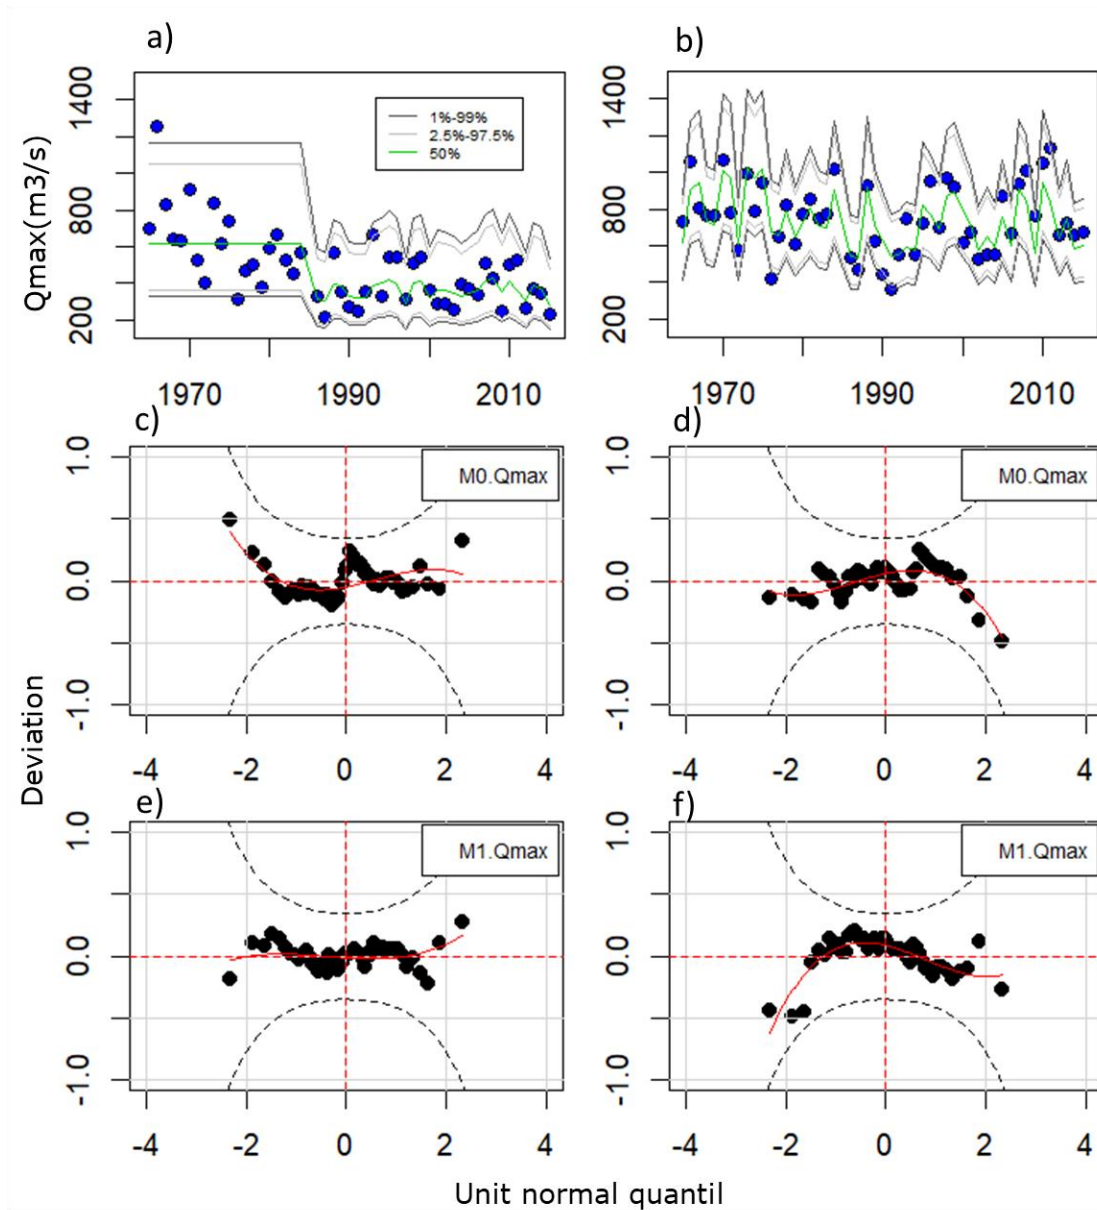 a)
b)
Qmax(m3/s)
1400
800
200
1%-99%
2.5%-97.5%
50%
1970 1990 2010
1400
800
200
1970 1990 2010
c)
d)
Deviation
1.0
0.0
-1.0
M0.Qmax
-4 -2 0 2 4
1.0
0.0
-1.0
M0.Qmax
-4 -2 0 2 4
e)
f)
1.0
0.0
-1.0
M1.Qmax
-4 -2 0 2 4
1.0
0.0
-1.0
M1.Qmax
-4 -2 0 2 4
Unit normal quantil